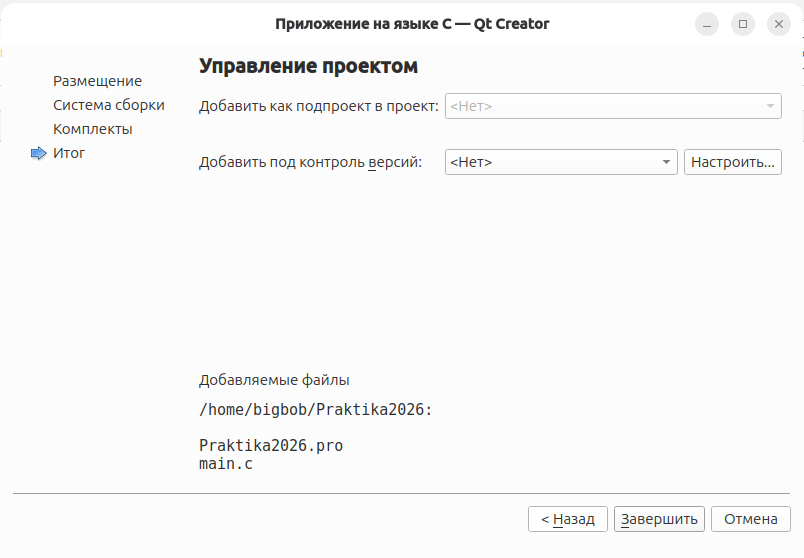 Приложение на языке C — Qt Creator
Размещение
Система сборки
Комплекты
Итог
Управление проектом
Добавить как подпроект в проект: <Нет>
Добавить под контроль версий: <Нет> Настроить...
Добавляемые файлы
/home/bigbob/Praktika2026:
Praktika2026.pro
main.c
< Назад Завершить Отмена